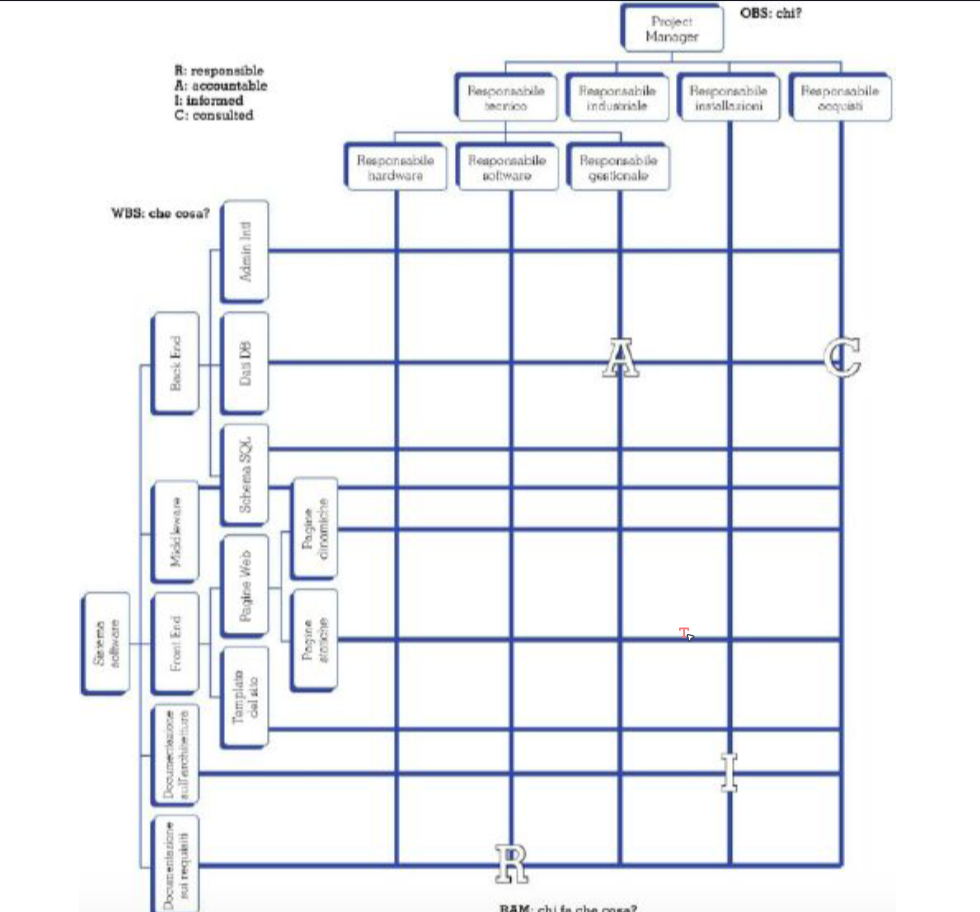 OBS: chi?
Project
Manager
R: responsible
A: accountable
I: informed
C: consulted
Responsabile
tecnico
Responsabile
industriale
Responsabile
installazioni
Responsabile
acquisti
Responsabile
hardware
Responsabile
software
Responsabile
gestionale
WBS: che cosa?
Admin Intf
Back End
Dati DB
A
C
Schema SQL
Middleware
Pagine
dinamiche
Pagine Web
Sistema
software
Front End
Pagine
statiche
T
Template
del sito
Documentazione
sull'architettura
I
Documentazione
sui requisiti
R
RAM: chi fa che cosa?